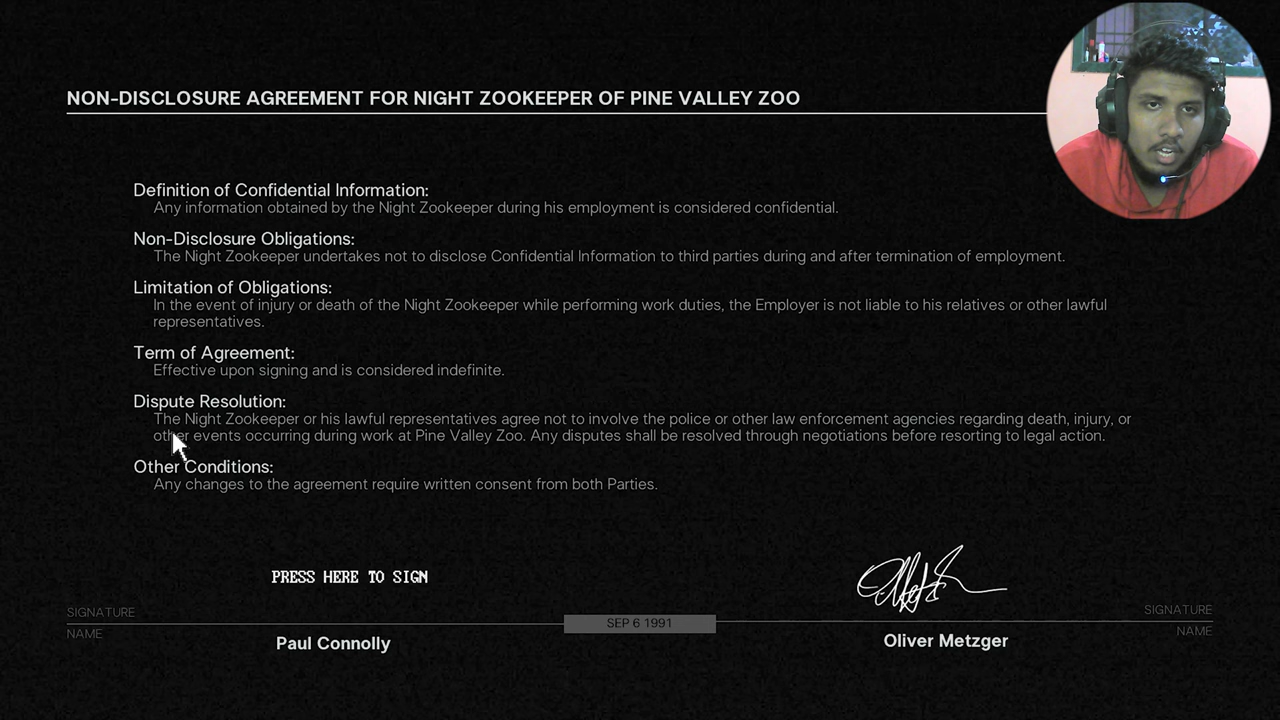 NON-DISCLOSURE AGREEMENT FOR NIGHT ZOOKEEPER OF PINE VALLEY ZOO
Definition of Confidential Information:
Any information obtained by the Night Zookeeper during his employment is considered confidential.
Non-Disclosure Obligations:
The Night Zookeeper undertakes not to disclose Confidential Information to third parties during and after termination of employment.
Limitation of Obligations:
In the event of injury or death of the Night Zookeeper while performing work duties, the Employer is not liable to his relatives or other lawful
representatives.
Term of Agreement:
Effective upon signing and is considered indefinite.
Dispute Resolution:
The Night Zookeeper or his lawful representatives agree not to involve the police or other law enforcement agencies regarding death, injury, or
other events occurring during work at Pine Valley Zoo. Any disputes shall be resolved through negotiations before resorting to legal action.
Other Conditions:
Any changes to the agreement require written consent from both Parties.
PRESS HERE TO SIGN
SIGNATURE
SIGNATURE
NAME
SEP 6 1991
NAME
Paul Connolly
Oliver Metzger